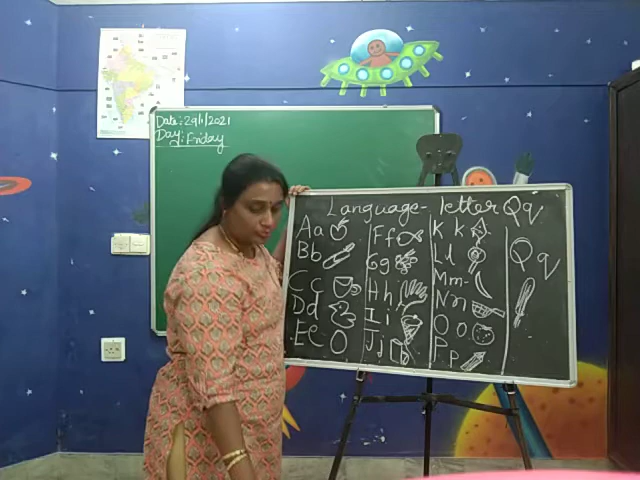 Date: 29/1/2021
Day: Friday
Language- letter Qq
Aa
Bb
Cc
Dd
Ee
Ff
Gg
Hh
Ii
Jj
Kk
Ll
Mm-
Nn
Oo
Pp
Qq